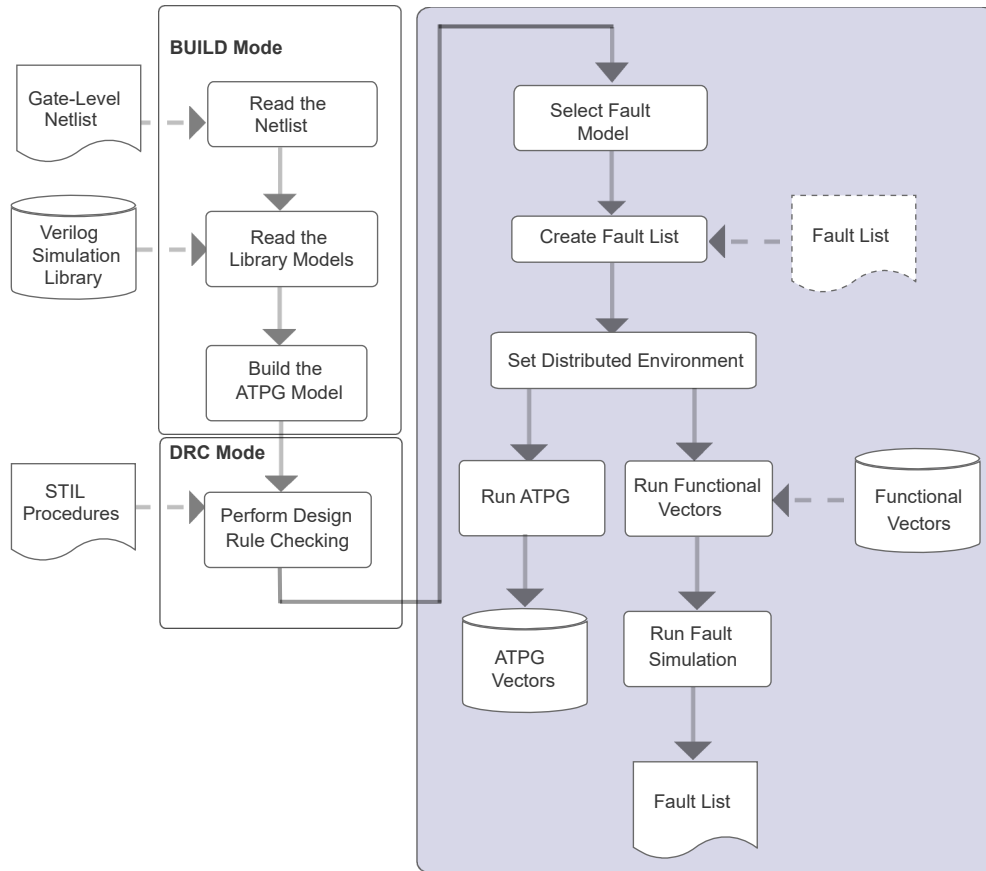 BUILD Mode
Gate-Level
Netlist
Read the
Netlist
Verilog
Simulation
Library
Read the
Library Models
Build the
ATPG Model
DRC Mode
STIL
Procedures
Perform Design
Rule Checking
Select Fault
Model
Create Fault List
Fault List
Set Distributed Environment
Run ATPG
Run Functional
Vectors
Functional
Vectors
ATPG
Vectors
Run Fault
Simulation
Fault List